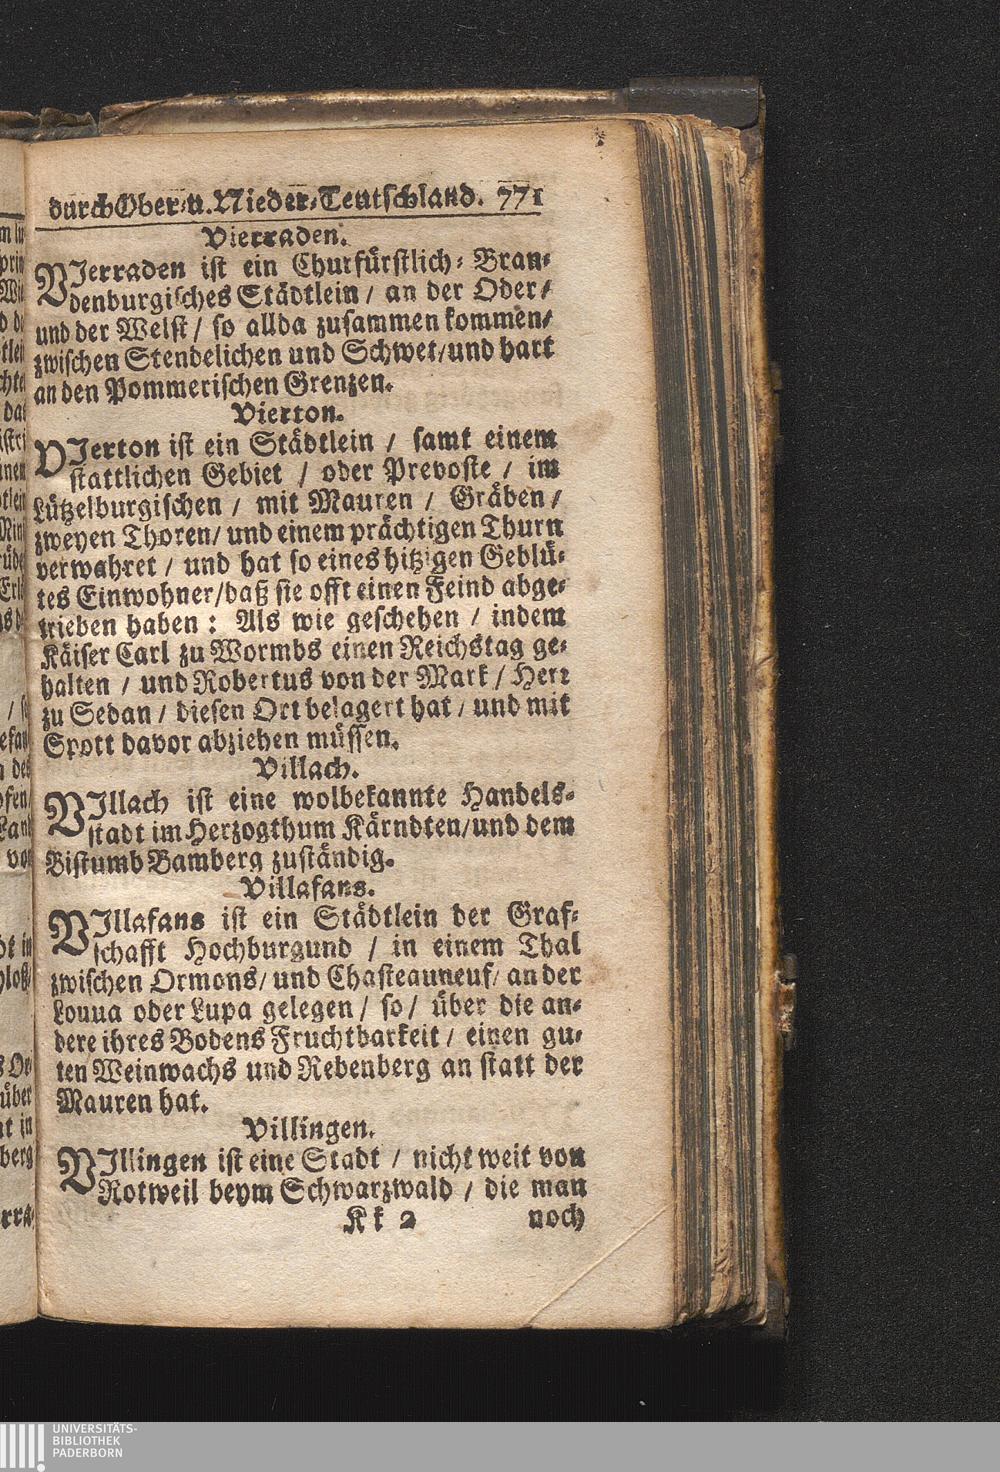 durch Ober- u. Nieder-Teutschland. 771
Vierraden.
VIerraden ist ein Churfürstlich-Bran-
denburgisches Städtlein / an der Oder /
und der Welst / so allda zusammen kommen /
zwischen Stendelichen und Schwet / und hart
an den Pommerischen Grenzen.
Vierton.
VIerton ist ein Städtlein / samt einem
stattlichen Gebiet / oder Prevoste / im
Lützelburgischen / mit Mauren / Gräben /
zweyen Thoren / und einem prächtigen Thurn
verwahret / und hat so eines hitzigen Geblü-
tes Einwohner / daß sie offt einen Feind abge-
trieben haben: Als wie geschehen / indem
Käiser Carl zu Wormbs einen Reichstag ge-
halten / und Robertus von der Mark / Herr
zu Sedan / diesen Ort belagert hat / und mit
Spott davor abziehen müssen.
Villach.
VIllach ist eine wolbekannte Handels-
stadt im Herzogthum Kärndten / und dem
Bistumb Bamberg zuständig.
Villafans.
VIllafans ist ein Städtlein der Graf-
schafft Hochburgund / in einem Thal
zwischen Ormons / und Chasteauneuf / an der
Louua oder Lupa gelegen / so / über die an-
dere ihres Bodens Fruchtbarkeit / einen gu-
ten Weinwachs und Rebenberg an statt der
Mauren hat.
Villingen.
VIllingen ist eine Stadt / nicht weit von
Rotweil beym Schwarzwald / die man
Kk 2 noch
UNIVERSITÄTS-
BIBLIOTHEK
PADERBORN